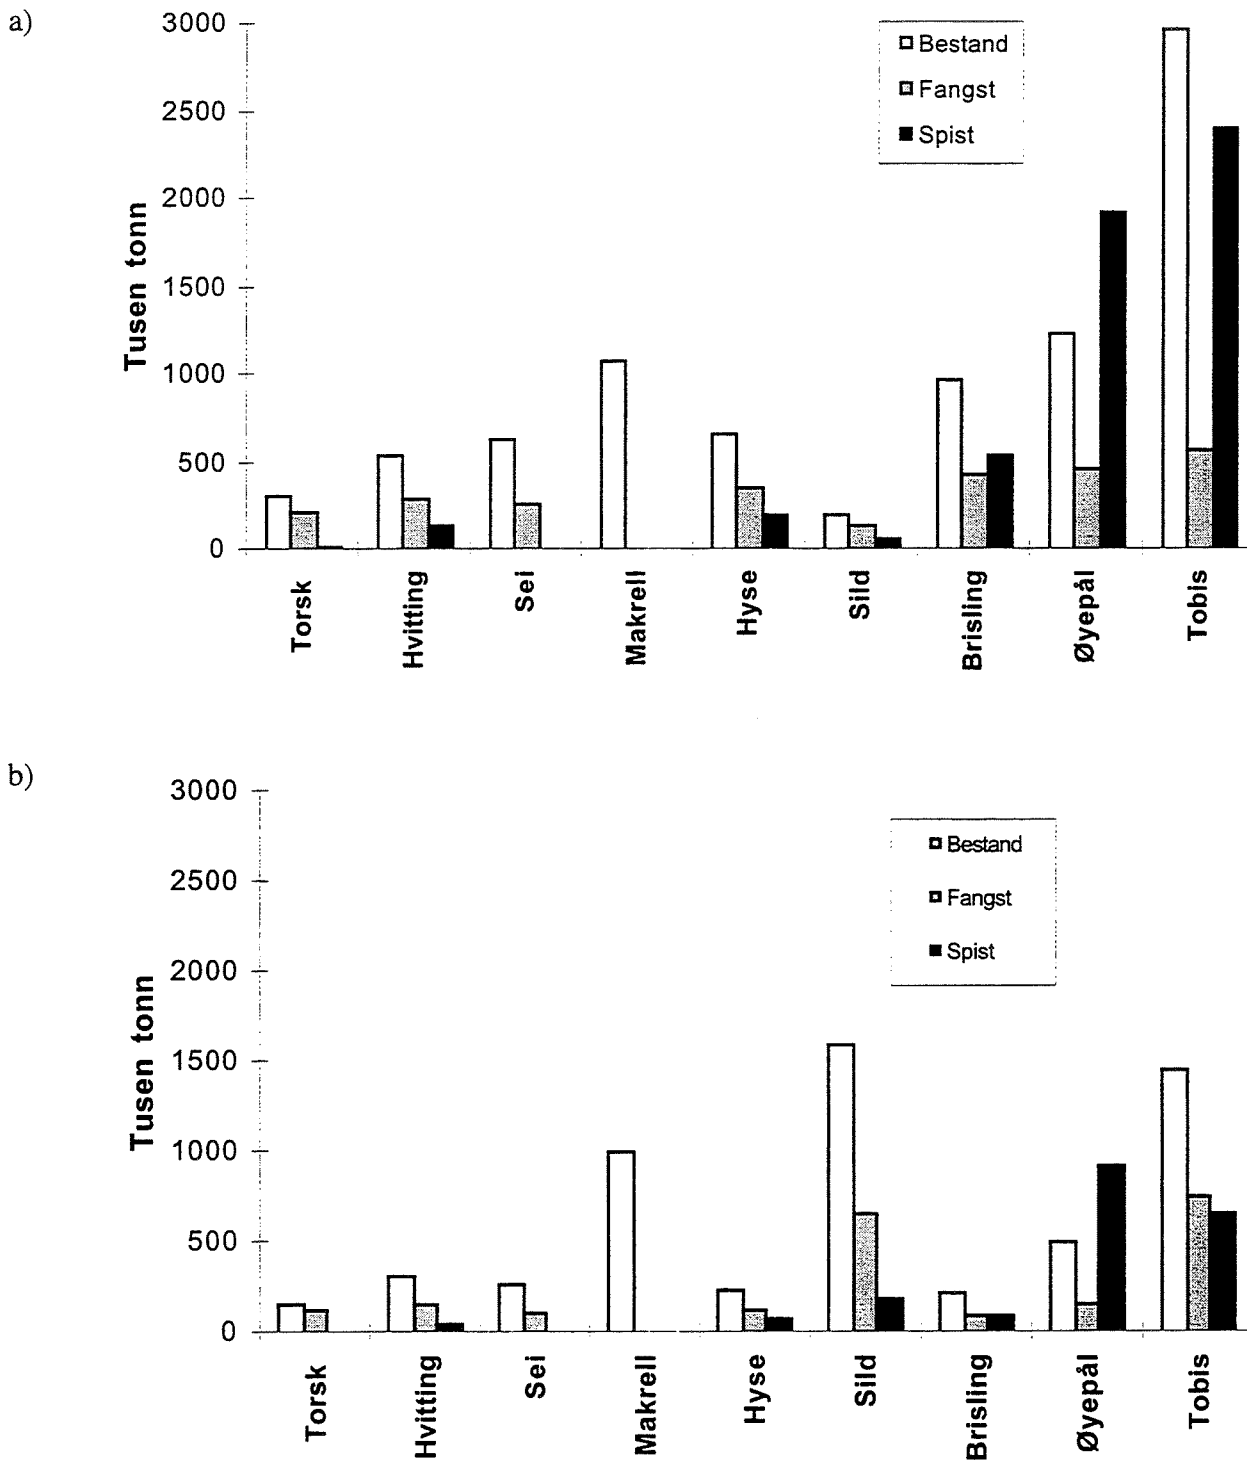 a)
3000
2500
2000
1500
1000
500
0
Tusen tonn
Bestand
Fangst
Spist
Torsk
Hvitting
Sei
Makrell
Hyse
Sild
Brisling
Øyepål
Tobis
b)
3000
2500
2000
1500
1000
500
0
Tusen tonn
Bestand
Fangst
Spist
Torsk
Hvitting
Sei
Makrell
Hyse
Sild
Brisling
Øyepål
Tobis